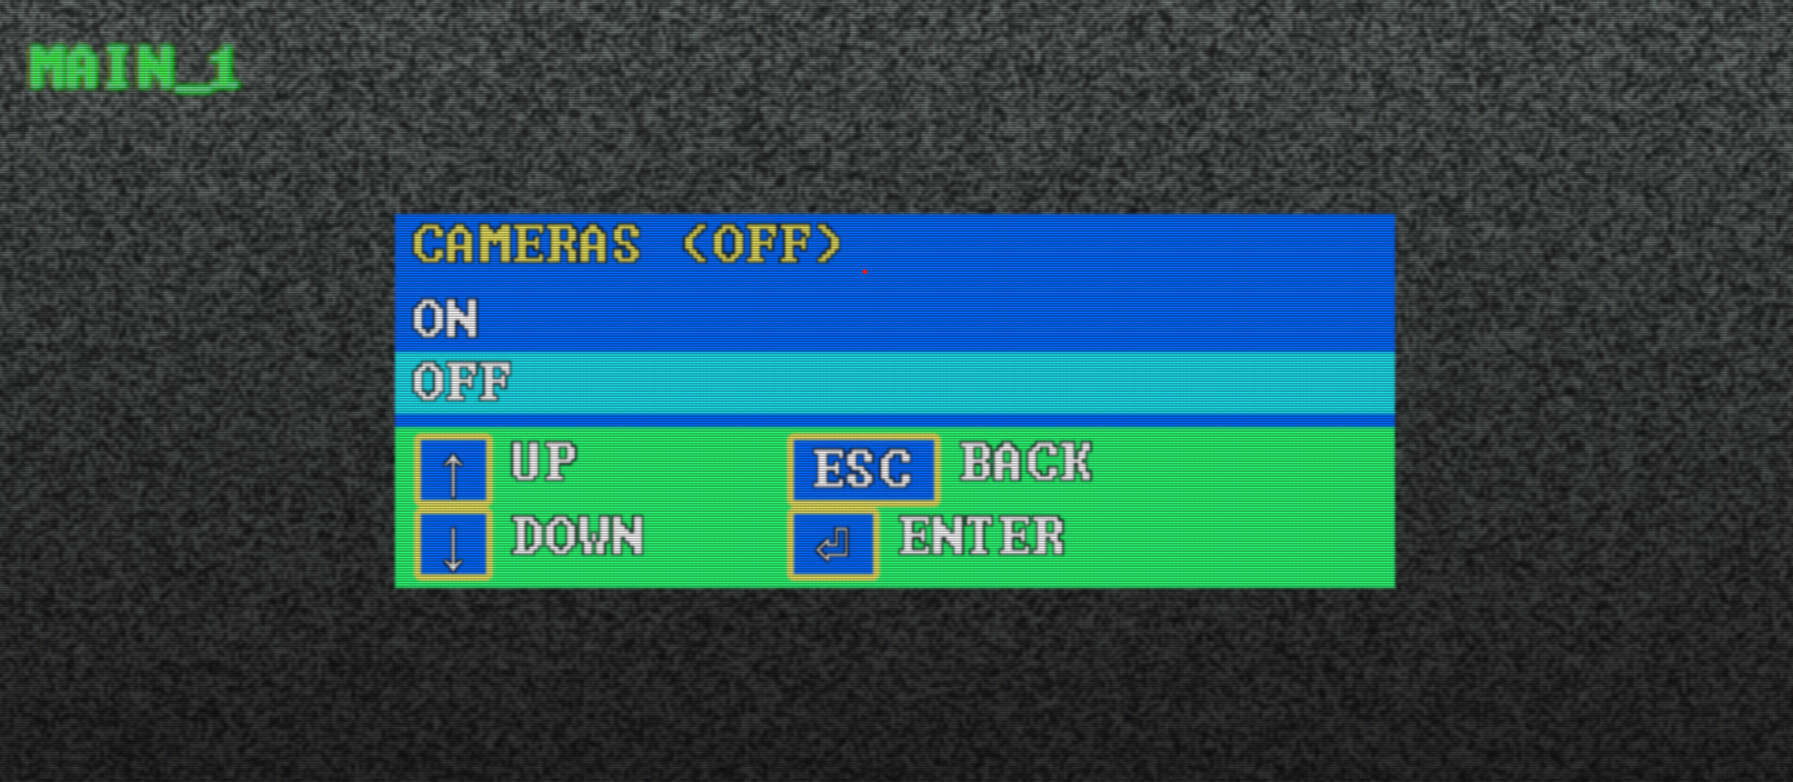 MAIN_1
CAMERAS (OFF)
ON
OFF
↑ UP ESC BACK
↓ DOWN ⏎ ENTER